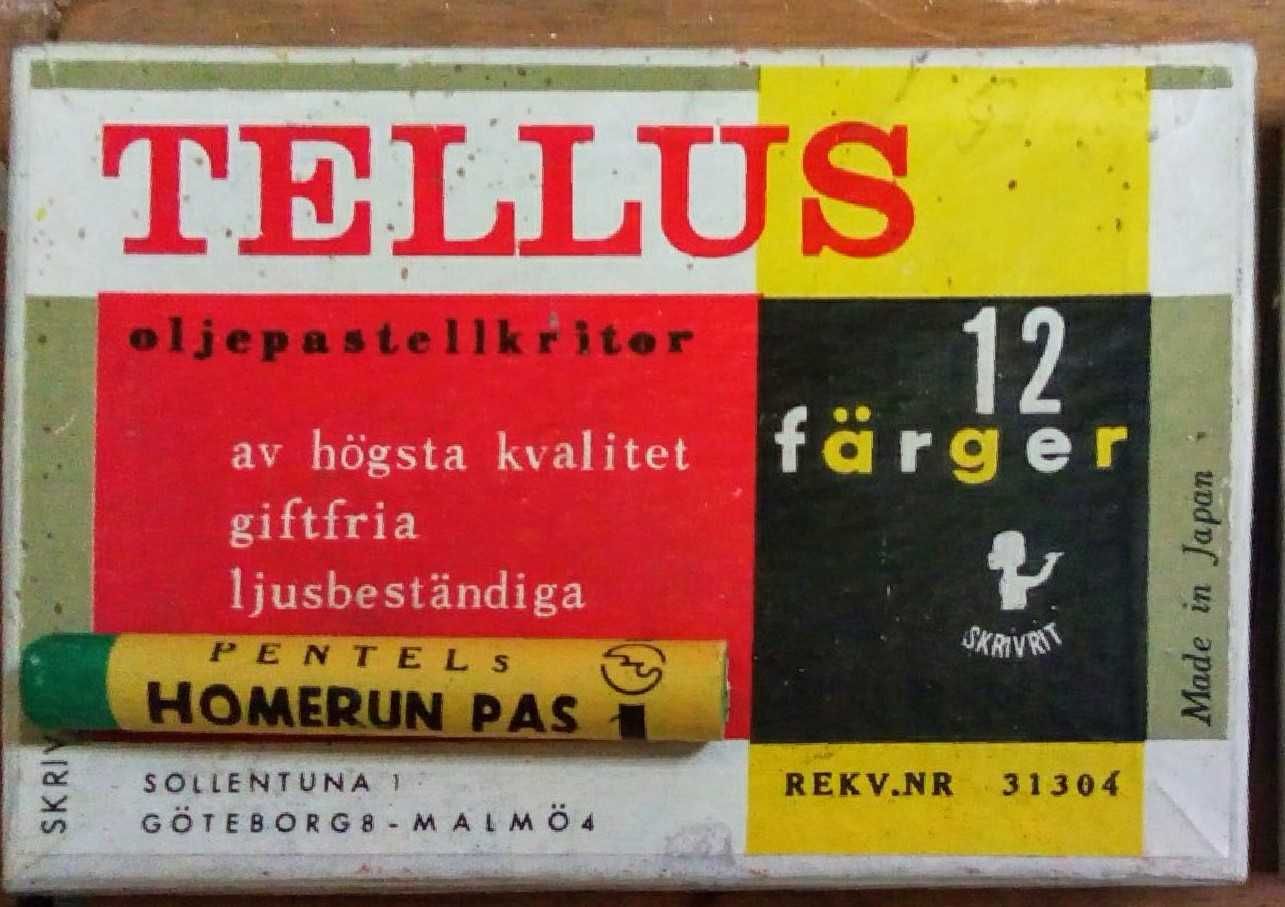 TELLUS
oljepastellkritor
av högsta kvalitet
giftfria
ljusbeständiga
12
färger
SKRIVRIT
Made in Japan
PENTELs
HOMERUN PAS
SOLLENTUNA 1
GÖTEBORG8-MALMÖ4
REKV.NR 31304